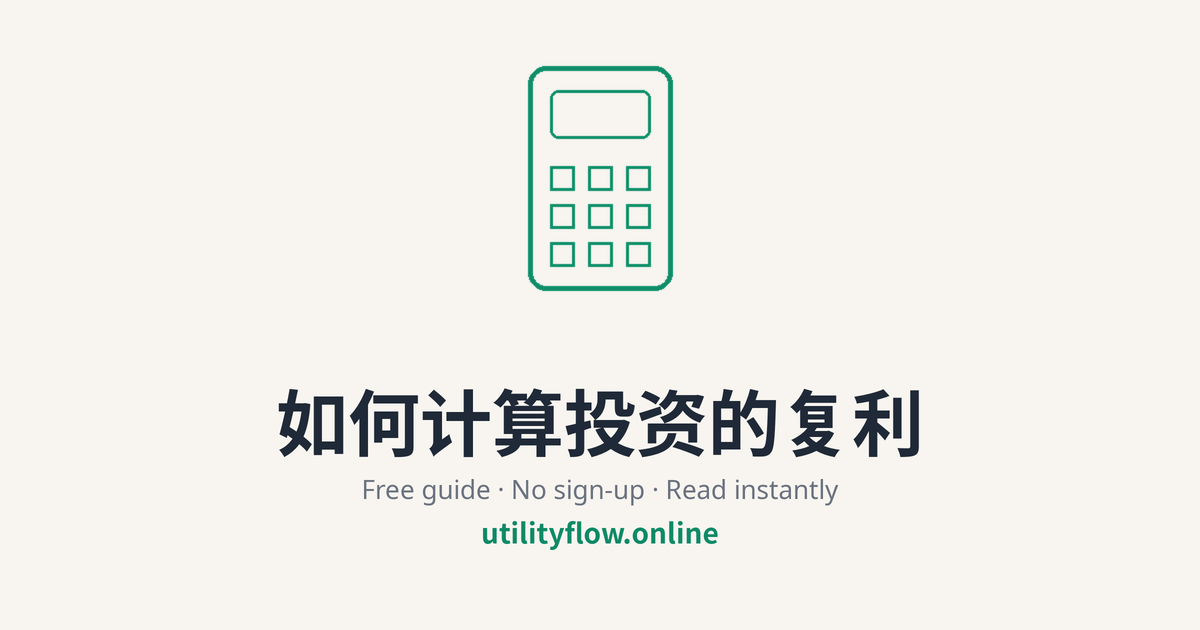 如何计算投资的复利
Free guide · No sign-up · Read instantly
utilityflow.online